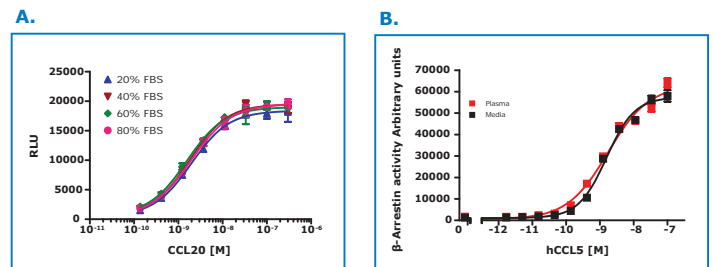 A.
25000
20000
15000
10000
5000
0
RLU
20% FBS
40% FBS
60% FBS
80% FBS
10-11 10-10 10-9 10-8 10-7 10-6
CCL20 [M]
B.
70000
60000
50000
40000
30000
20000
10000
0
β-Arrestin activity Arbitrary units
Plasma
Media
0 -12 -11 -10 -9 -8 -7
hCCL5 [M]